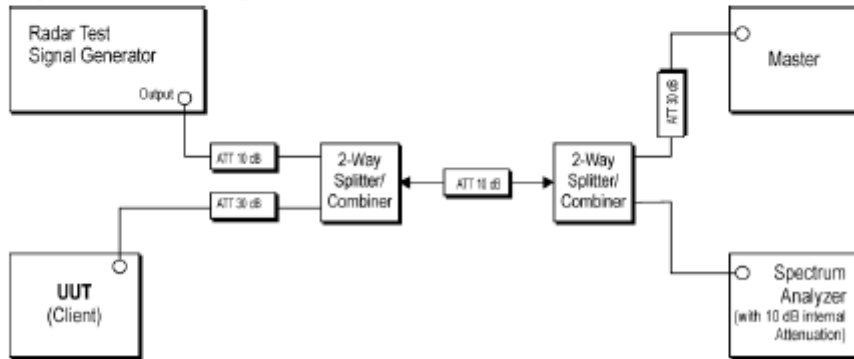 Radar Test
Signal Generator
Output
Master
ATT 30 dB
ATT 10 dB
2-Way
Splitter/
Combiner
ATT 10 dB
2-Way
Splitter/
Combiner
ATT 30 dB
UUT
(Client)
Spectrum
Analyzer
(with 10 dB internal
Attenuation)